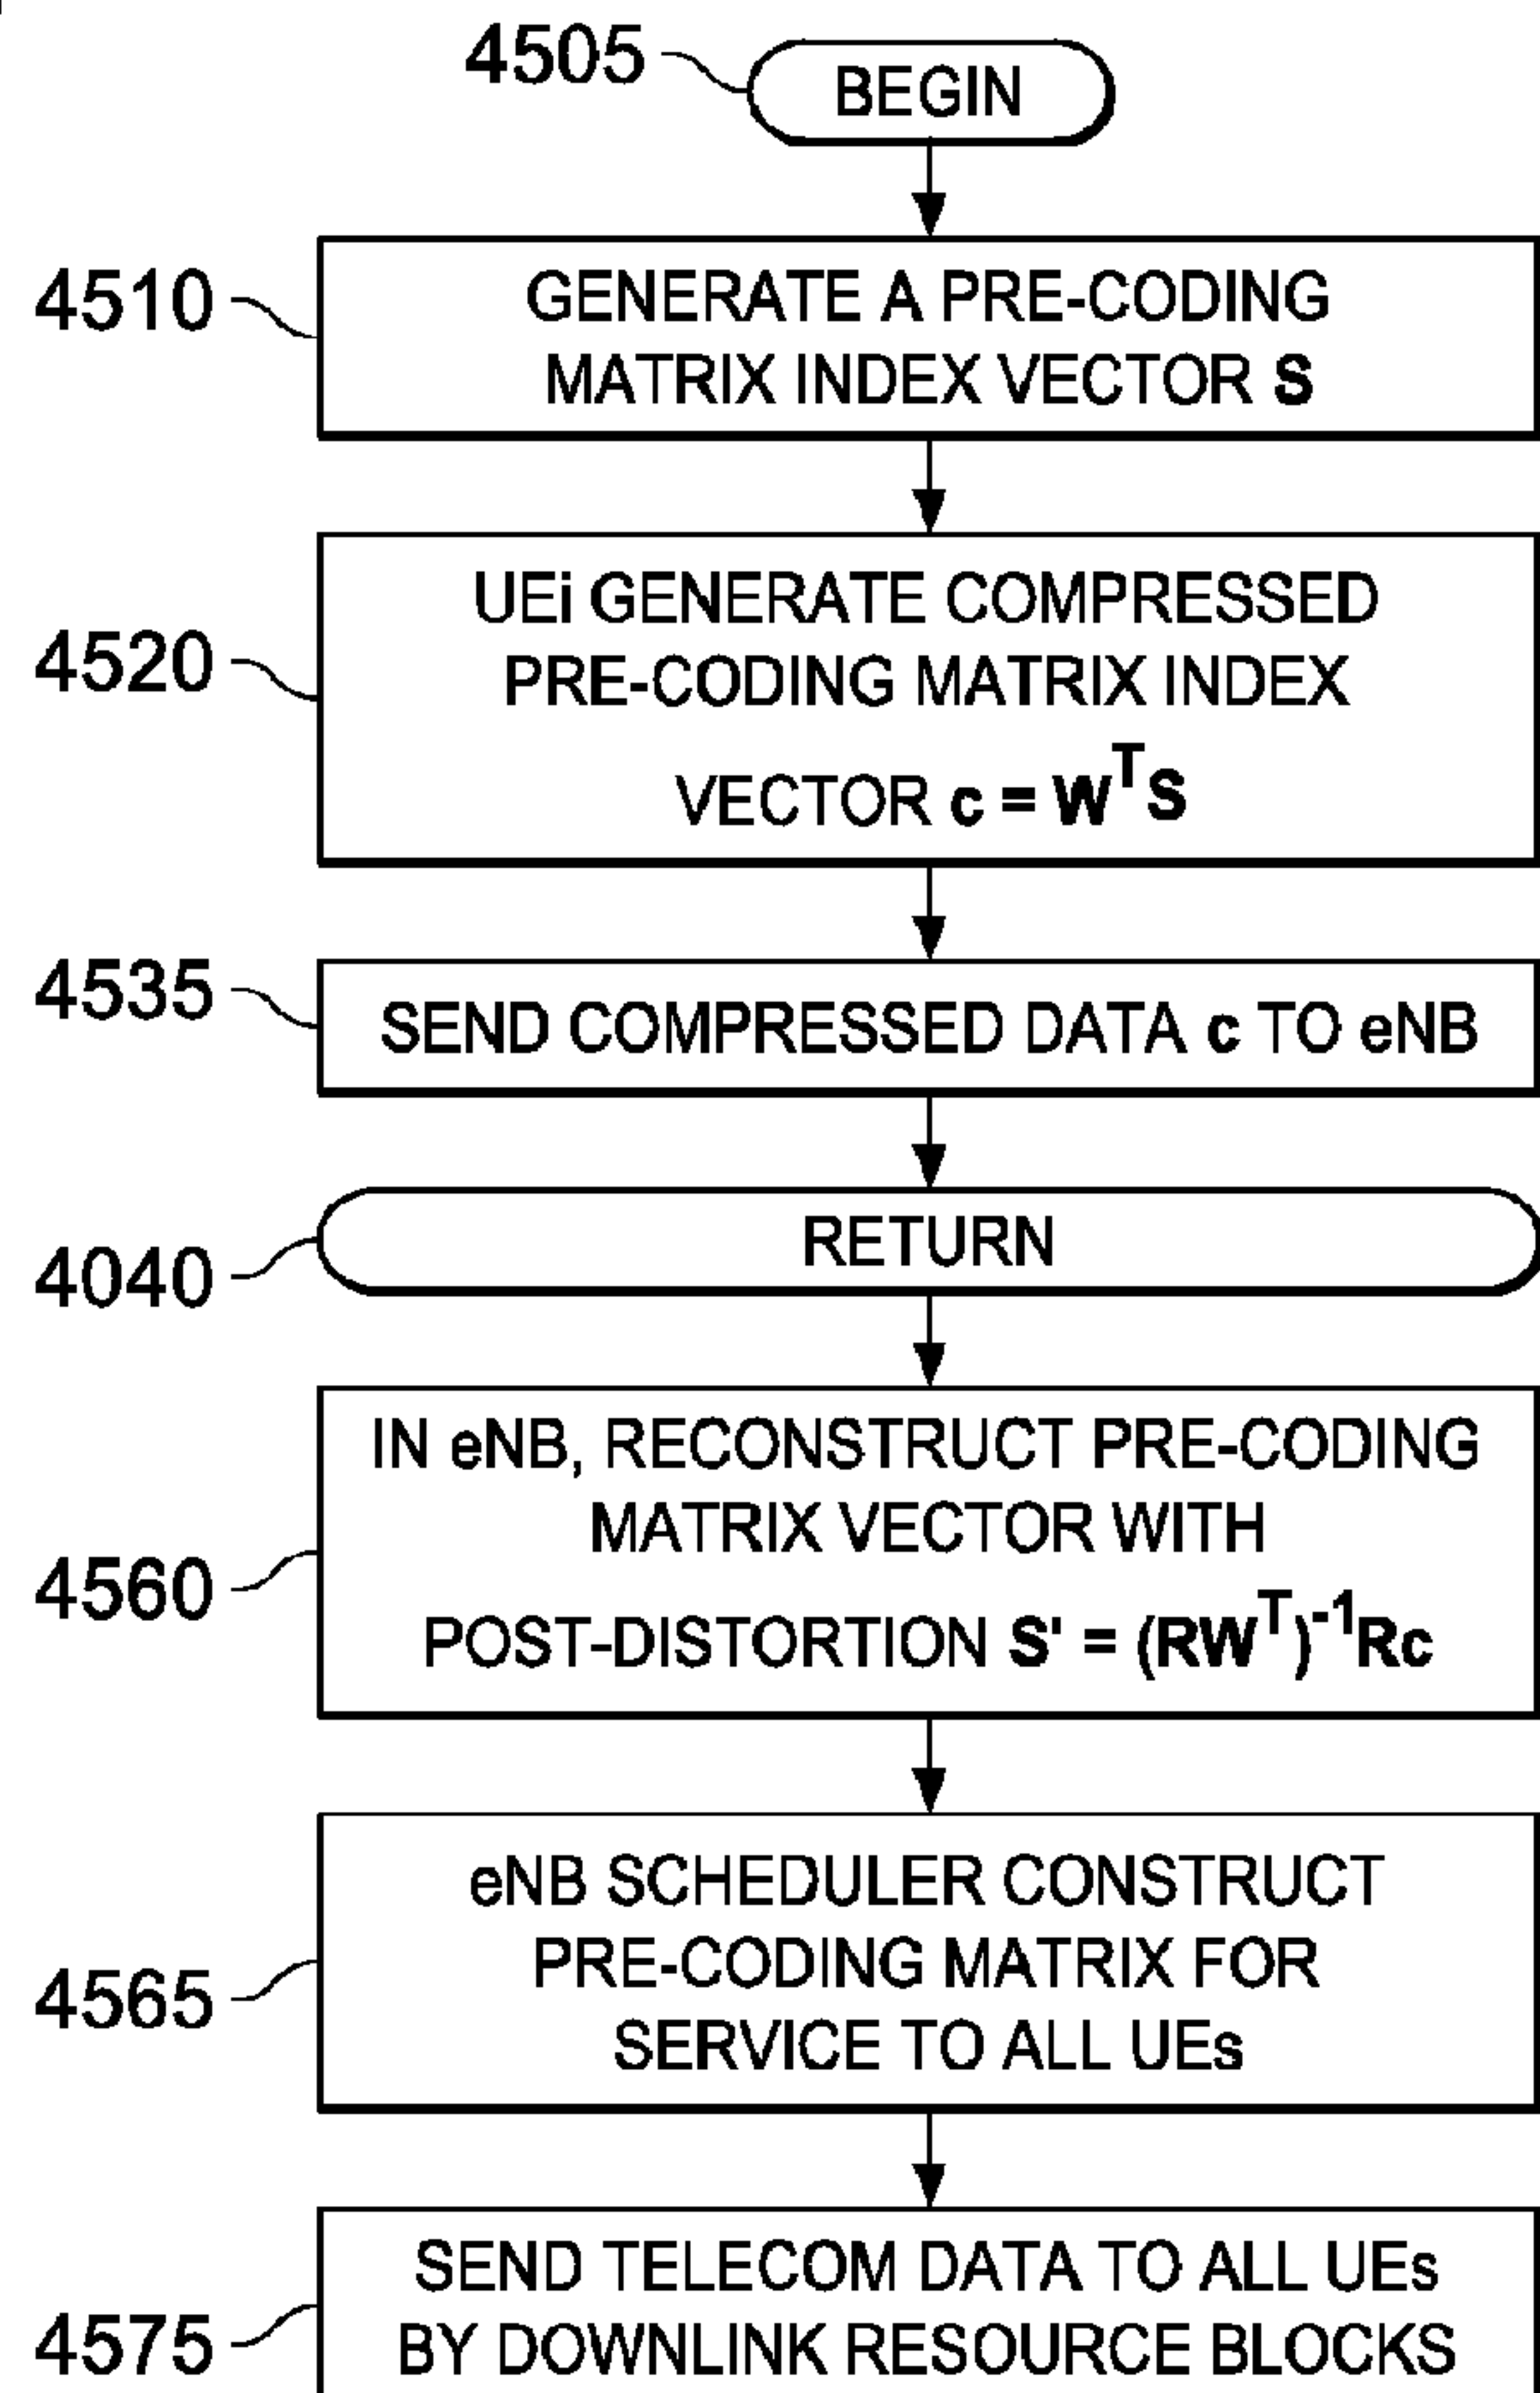 4505
BEGIN
4510
GENERATE A PRE-CODING
MATRIX INDEX VECTOR S
4520
UEi GENERATE COMPRESSED
PRE-CODING MATRIX INDEX
VECTOR c = W^T S
4535
SEND COMPRESSED DATA c TO eNB
4040
RETURN
4560
IN eNB, RECONSTRUCT PRE-CODING
MATRIX VECTOR WITH
POST-DISTORTION S' = (RW^T)^-1 Rc
4565
eNB SCHEDULER CONSTRUCT
PRE-CODING MATRIX FOR
SERVICE TO ALL UEs
4575
SEND TELECOM DATA TO ALL UEs
BY DOWNLINK RESOURCE BLOCKS